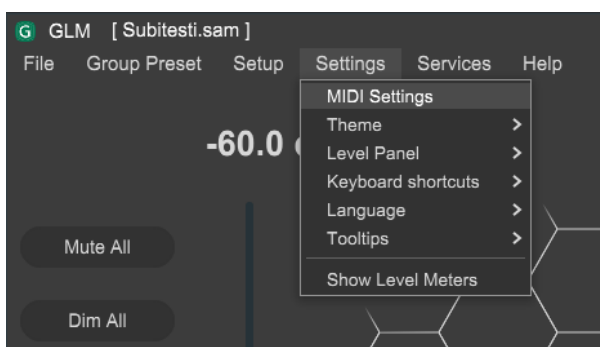 G GLM [ Subitesti.sam ]
File Group Preset Setup Settings Services Help
MIDI Settings
Theme
-60.0
Level Panel
Keyboard shortcuts
Language
Tooltips
Mute All
Show Level Meters
Dim All